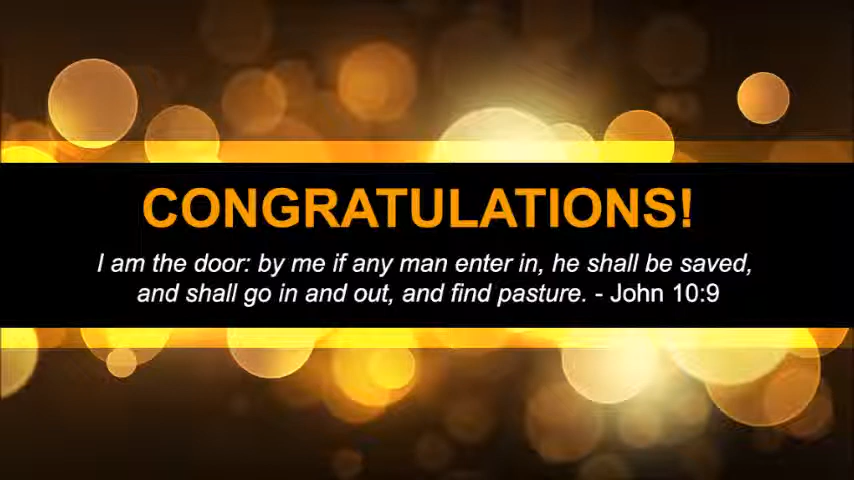 CONGRATULATIONS!
I am the door: by me if any man enter in, he shall be saved,
and shall go in and out, and find pasture. - John 10:9